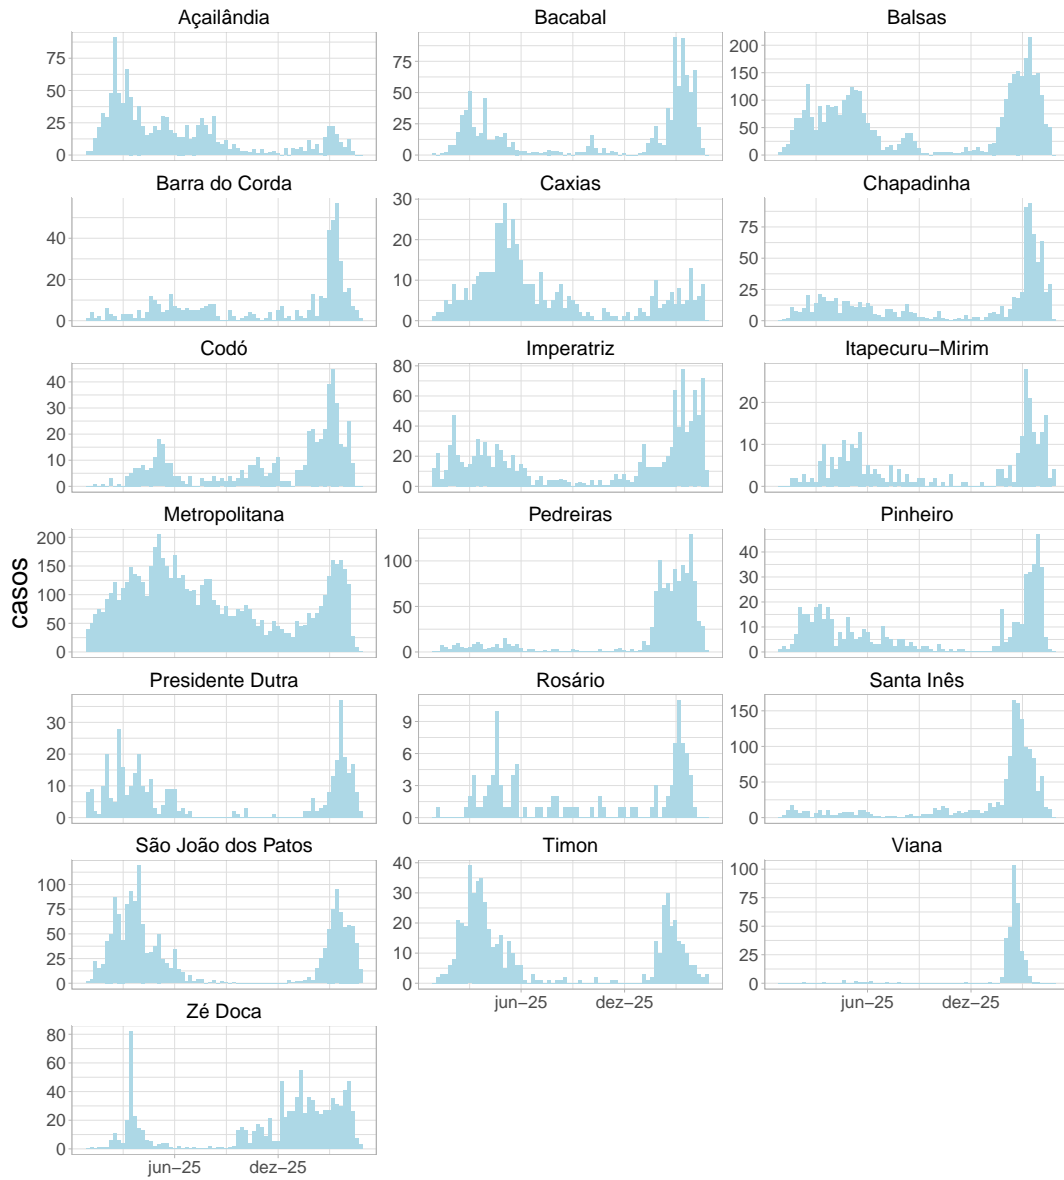 Açailândia Bacabal Balsas
75 50 25 0
75 50 25 0
200 150 100 50 0
Barra do Corda Caxias Chapadinha
40 20 0
30 20 10 0
75 50 25 0
Codó Imperatriz Itapecuru−Mirim
40 30 20 10 0
80 60 40 20 0
20 10 0
Metropolitana Pedreiras Pinheiro
200 150 100 50 0
100 50 0
40 30 20 10 0
casos
Presidente Dutra Rosário Santa Inês
30 20 10 0
9 6 3 0
150 100 50 0
São João dos Patos Timon Viana
100 75 50 25 0
40 30 20 10 0
100 75 50 25 0
jun−25 dez−25 jun−25 dez−25
Zé Doca
80 60 40 20 0
jun−25 dez−25